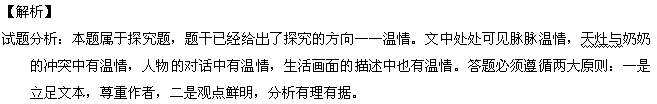 【解析】
试题分析：本题属于探究题，题干已经给出了探究的方向一一温情。文中处处可见脉脉温情，天灶与奶奶
的冲突中有温情，人物的对话中有温情，生活画面的描述中也有温情。答题必须遵循两大原则：一是
立足文本，尊重作者，二是观点鲜明，分析有理有据。